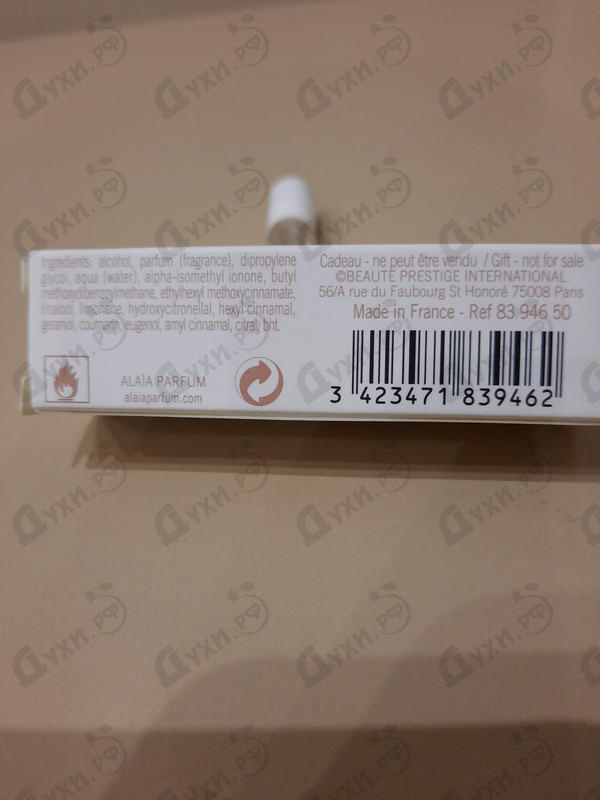 Ingredients: alcohol, parfum (fragrance), dipropylene
glycol, aqua (water), alpha-isomethyl ionone, butyl
methoxydibenzoylmethane, ethylhexyl methoxycinnamate,
linalool, limonene, hydroxycitronellal, hexyl cinnamal,
geraniol, coumarin, eugenol, amyl cinnamal, citral, bht.
ALAÏA PARFUM
alaiaparfum.com
Cadeau - ne peut être vendu / Gift - not for sale
©BEAUTÉ PRESTIGE INTERNATIONAL
56/A rue du Faubourg St Honoré 75008 Paris
Made in France - Ref 83 946 50
3 423471 839462
Духи.рф